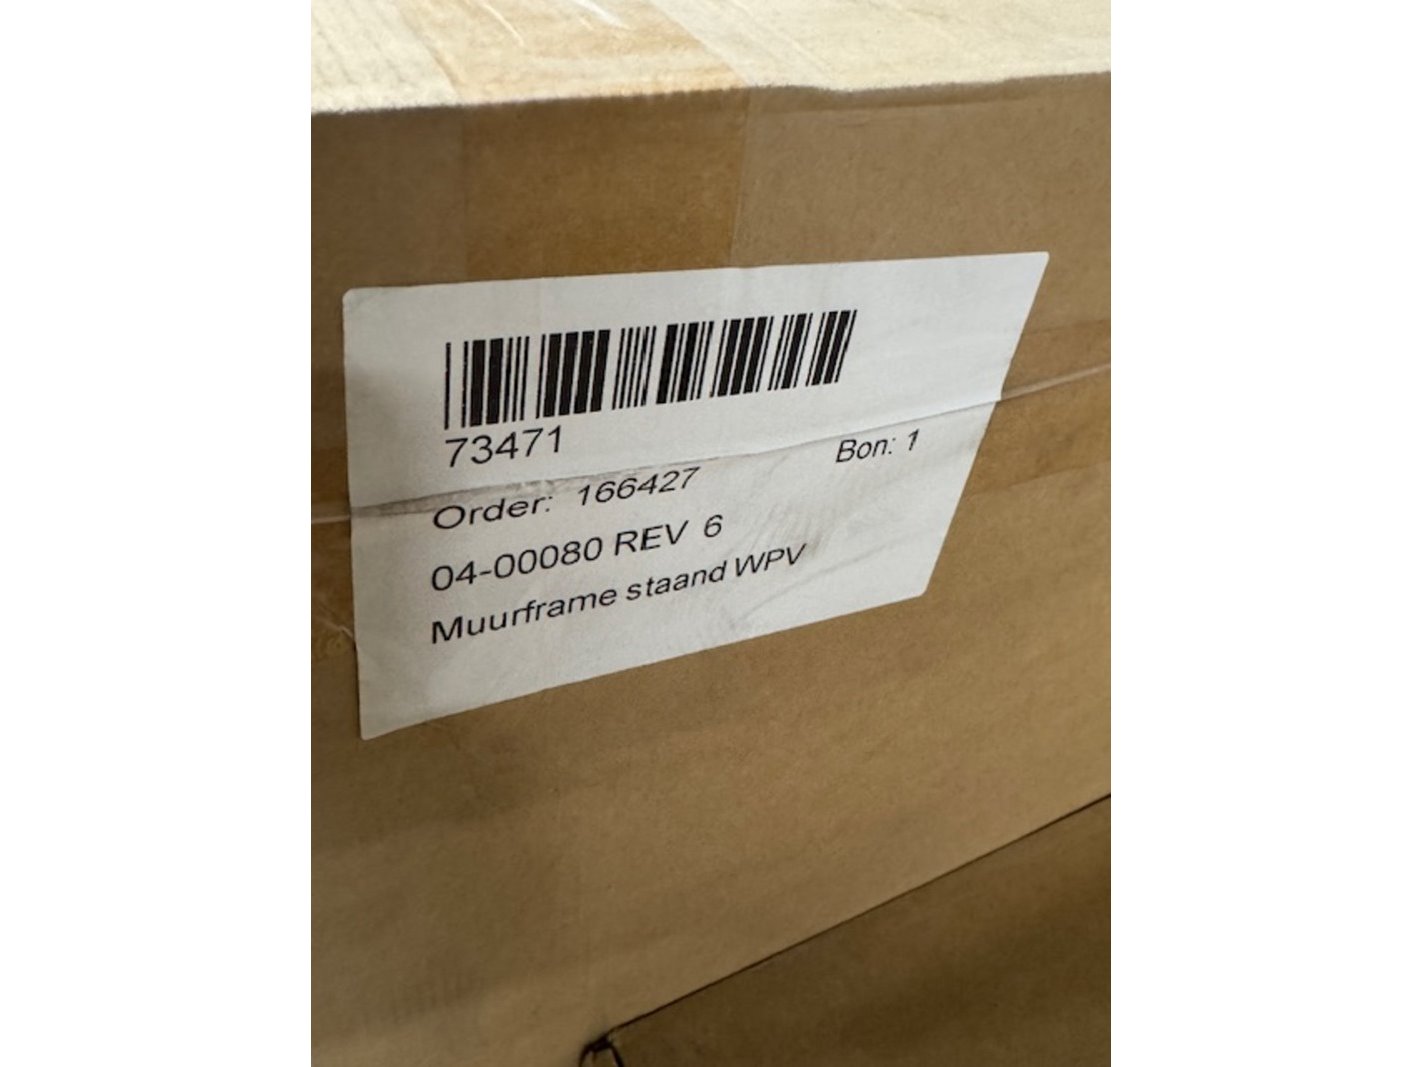 73471
Bon: 1
Order: 166427
04-00080 REV 6
Muurframe staand WPV